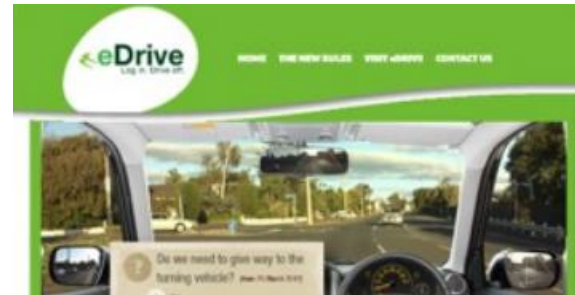 eDrive
Log in. Drive off.
HOME THE NEW RULES VISIT eDRIVE CONTACT US
? Do we need to give way to the
turning vehicle?